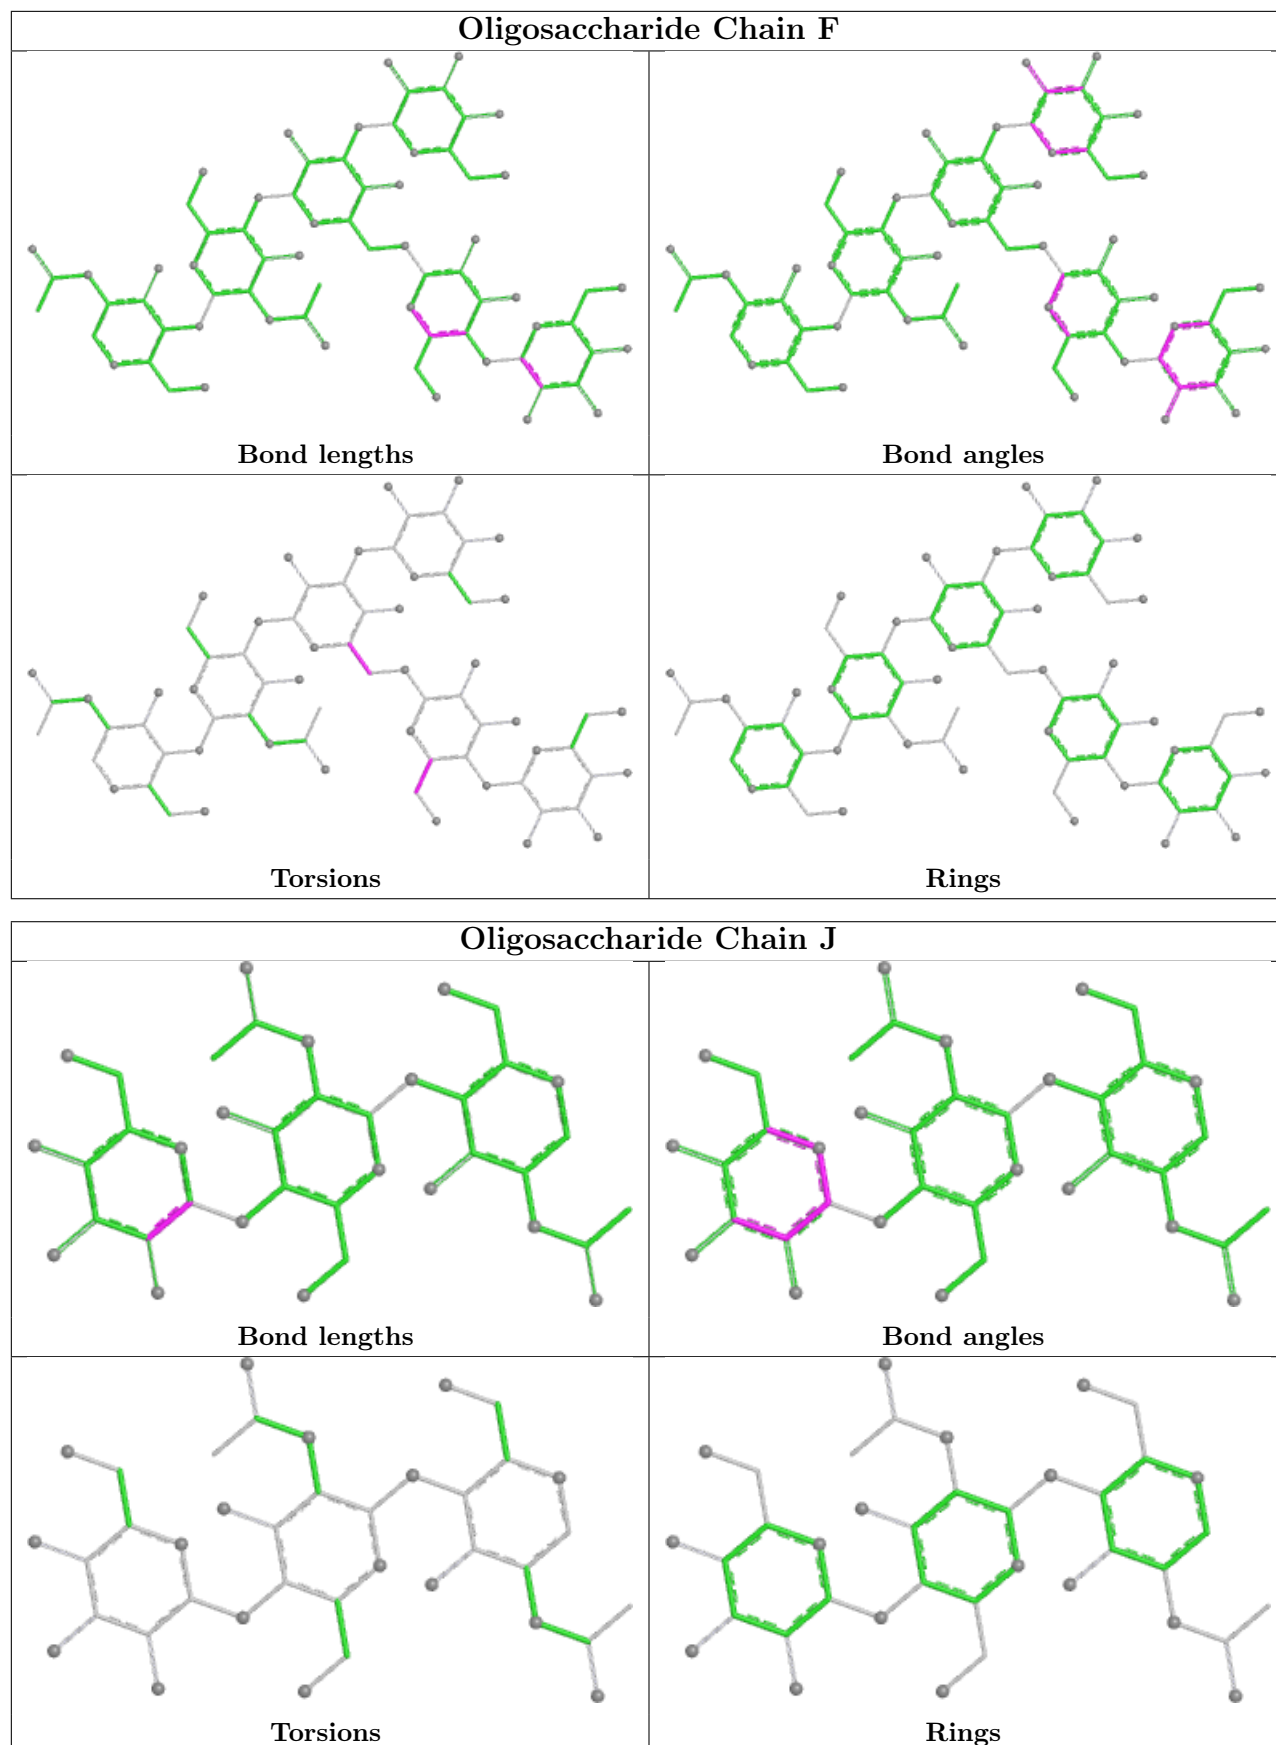 Oligosaccharide Chain F
Bond lengths
Bond angles
Torsions
Rings
Oligosaccharide Chain J
Bond lengths
Bond angles
Torsions
Rings